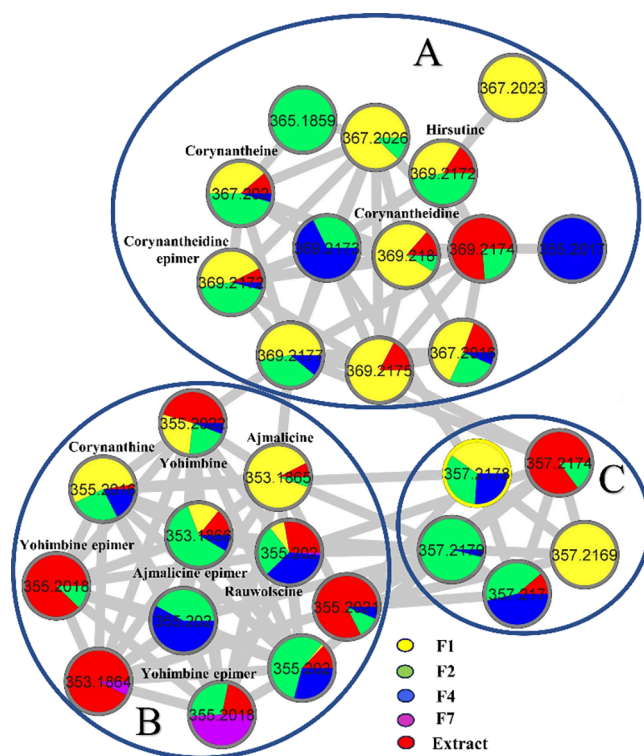 A
367.2023
365.1859
367.2026
Hirsutine
Corynantheine
369.2172
367.202
Corynantheidine
Corynantheidine
epimer
369.2173
369.218
369.2174
355.2017
369.2172
369.2177
369.2175
367.2016
355.2022
Yohimbine
Ajmalicine
Corynanthine
353.1865
357.2178
357.2174
C
355.2016
353.1866
Yohimbine epimer
355.202
357.2179
357.2169
355.2018
Ajmalicine epimer
Rauwolscine
355.202
355.2021
357.217
353.1864
Yohimbine epimer
355.202
355.2018
B
F1
F2
F4
F7
Extract